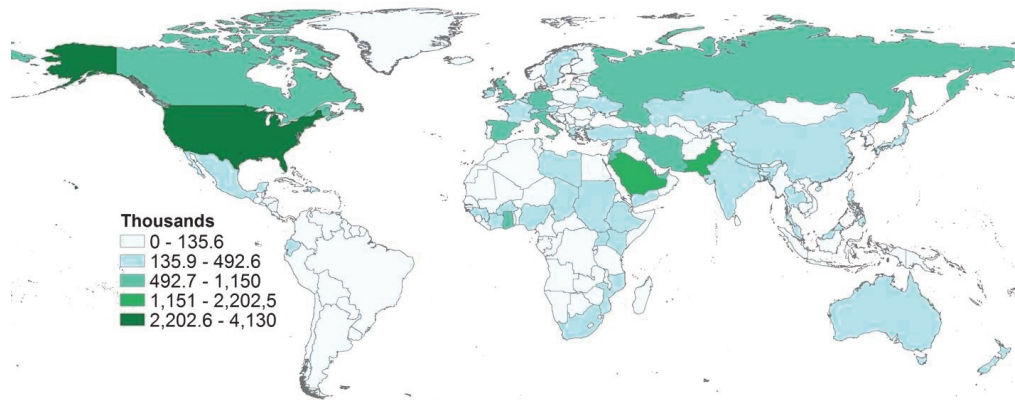 Thousands
0 - 135.6
135.9 - 492.6
492.7 - 1,150
1,151 - 2,202,5
2,202.6 - 4,130